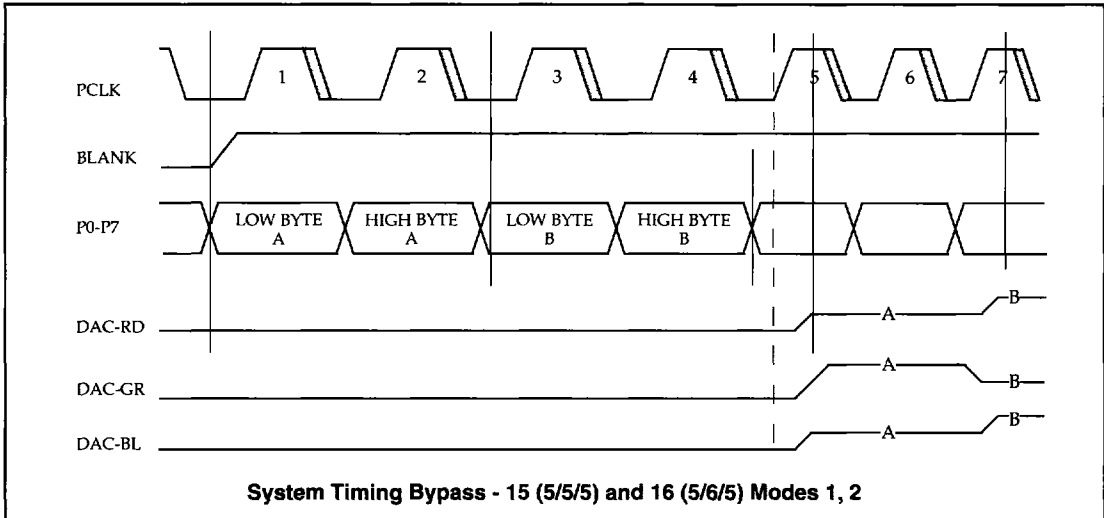 PCLK 1 2 3 4 5 6 7
BLANK
P0-P7 LOW BYTE A HIGH BYTE A LOW BYTE B HIGH BYTE B
DAC-RD A B
DAC-GR A B
DAC-BL A B
System Timing Bypass - 15 (5/5/5) and 16 (5/6/5) Modes 1, 2